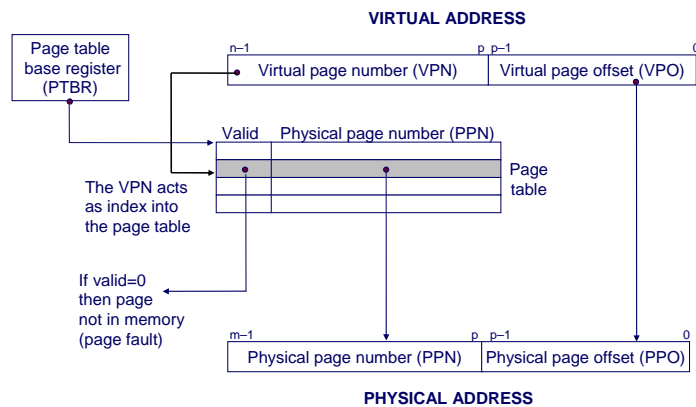 VIRTUAL ADDRESS
Page table
base register
(PTBR)
n–1
p p–1
0
Virtual page number (VPN)
Virtual page offset (VPO)
Valid
Physical page number (PPN)
Page
table
The VPN acts
as index into
the page table
If valid=0
then page
not in memory
(page fault)
m–1
p p–1
0
Physical page number (PPN)
Physical page offset (PPO)
PHYSICAL ADDRESS